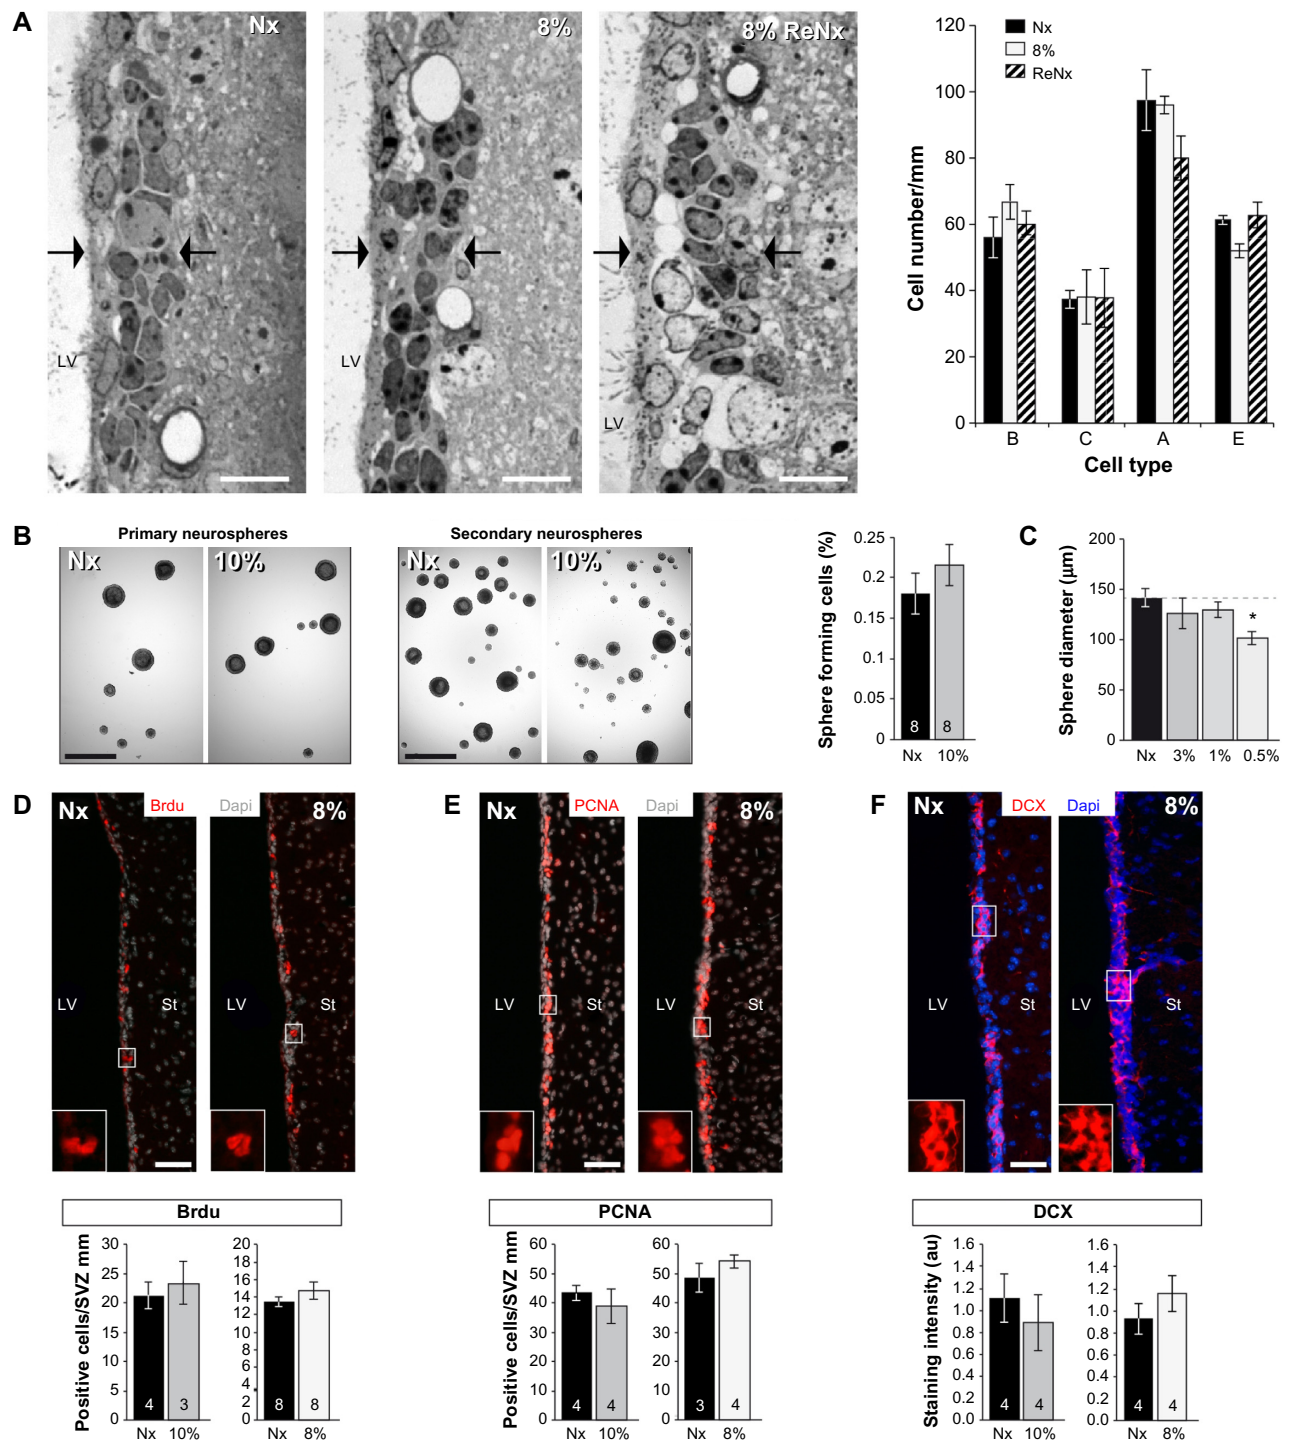 A
Nx
8%
8% ReNx
LV
LV
LV
Cell number/mm
120
100
80
60
40
20
0
Nx
8%
ReNx
B
C
A
E
Cell type
B
Primary neurospheres
Nx
10%
Secondary neurospheres
Nx
10%
Sphere forming cells (%)
0.25
0.2
0.15
0.1
0.05
0
8
8
Nx
10%
C
Sphere diameter (μm)
200
150
100
50
0
*
Nx
3%
1%
0.5%
D
Nx
Brdu
Dapi
8%
LV
St
LV
St
E
Nx
PCNA
Dapi
8%
LV
St
LV
St
F
Nx
DCX
Dapi
8%
LV
St
LV
St
Brdu
Positive cells/SVZ mm
30
25
20
15
10
5
0
4
3
Nx
10%
20
18
16
14
12
10
8
6
4
2
0
8
8
Nx
8%
PCNA
Positive cells/SVZ mm
60
50
40
30
20
10
0
4
4
Nx
10%
60
50
40
30
20
10
0
3
4
Nx
8%
DCX
Staining intensity (au)
1.6
1.4
1.2
1.0
0.8
0.6
0.4
0.2
0.0
4
4
Nx
10%
1.6
1.4
1.2
1.0
0.8
0.6
0.4
0.2
0.0
4
4
Nx
8%